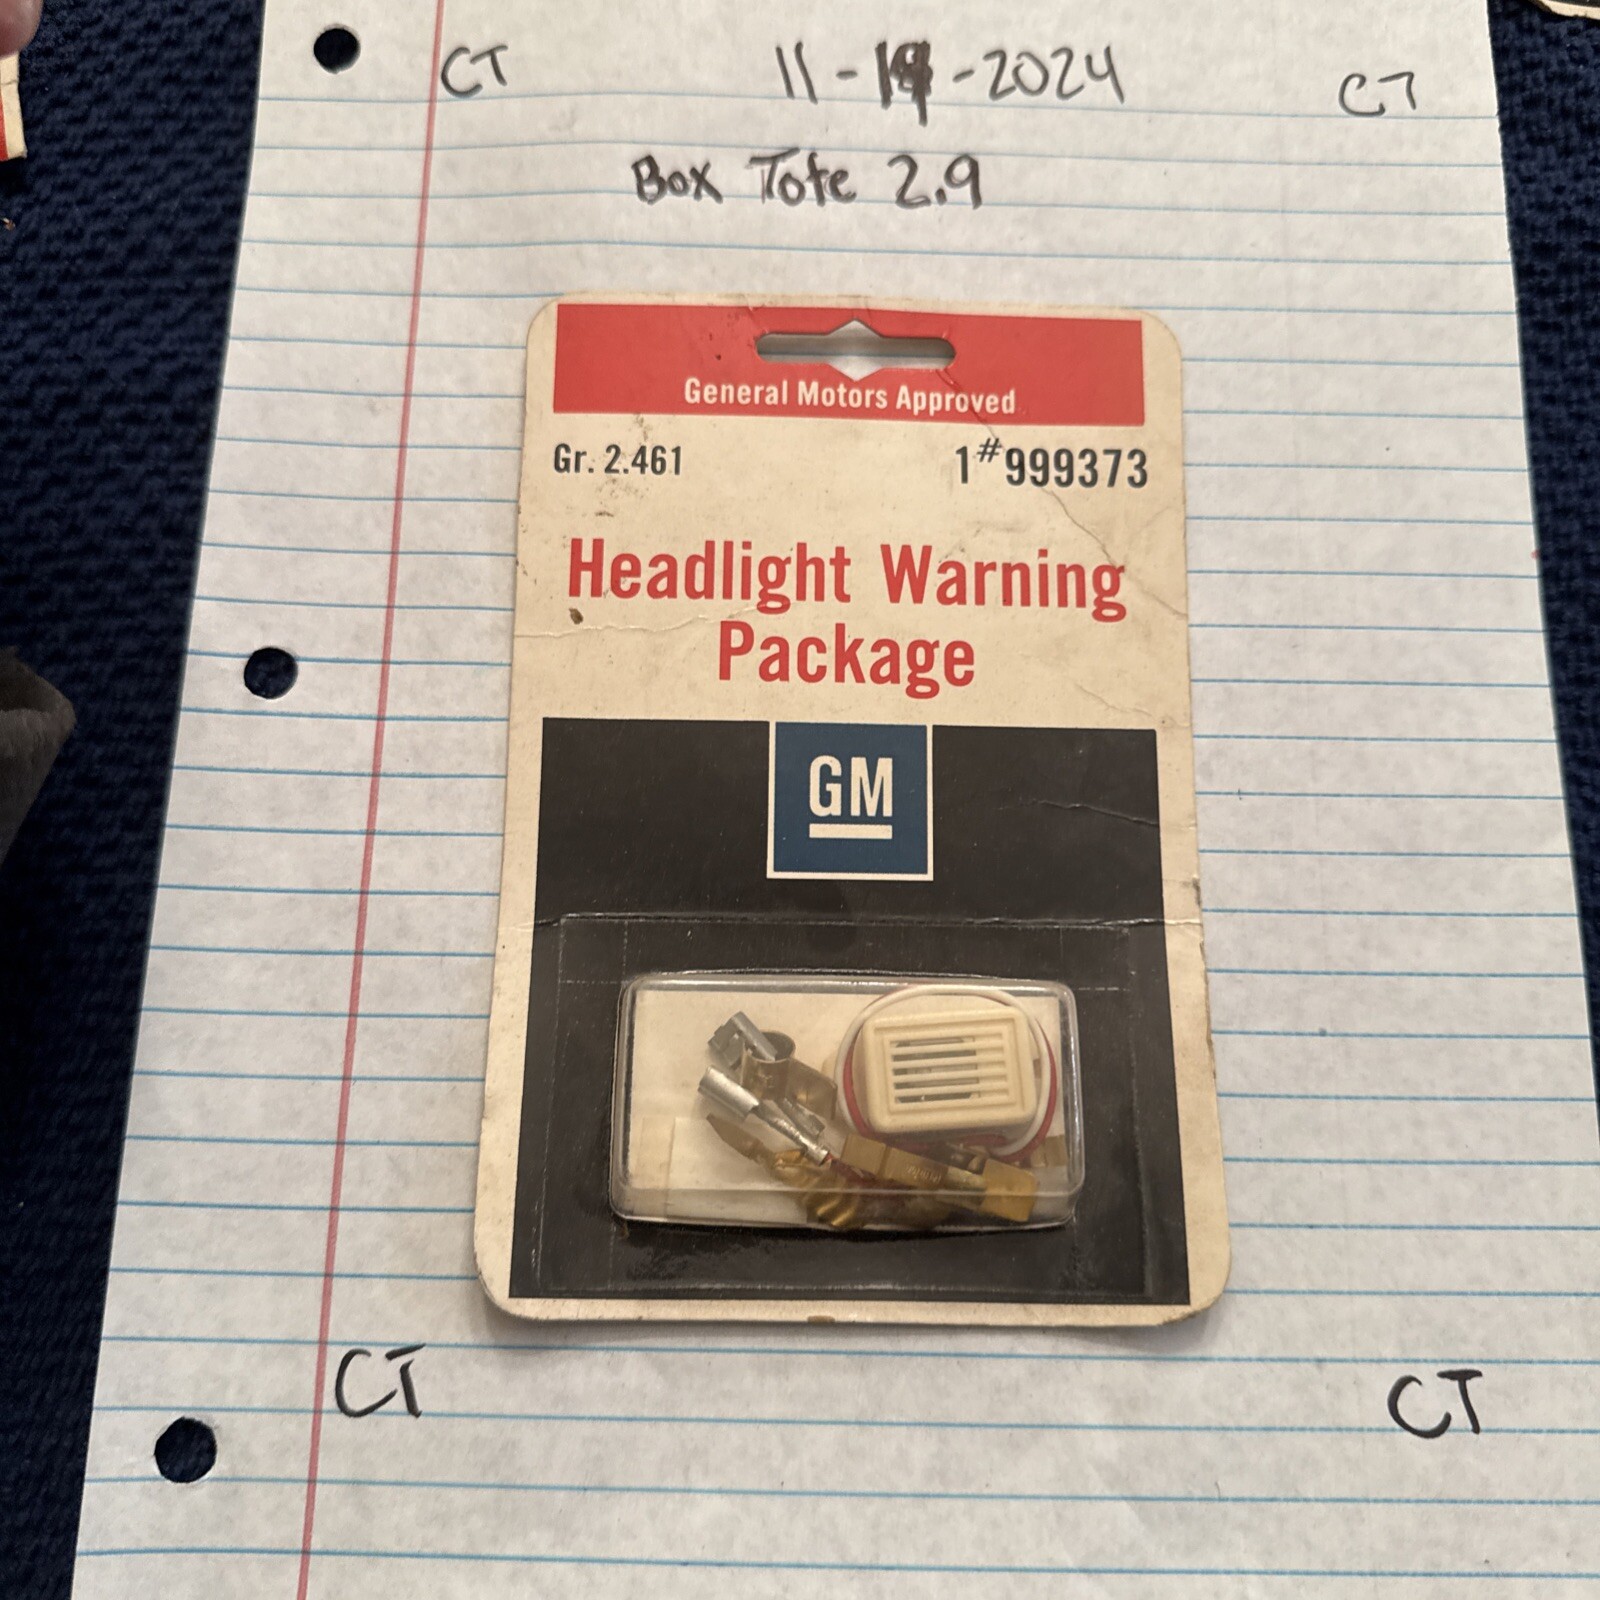 CT 11-19-2024 CT
Box Tote 2.9
General Motors Approved
Gr. 2.461 1#999373
Headlight Warning
Package
GM
CT CT